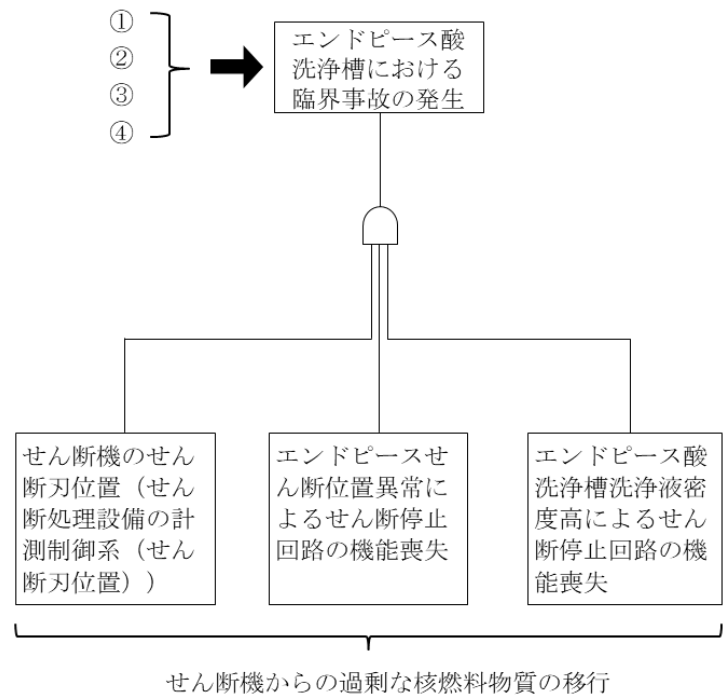 ①
②
③
④
エンドピース酸
洗浄槽における
臨界事故の発生
せん断機のせん
断刃位置（せん
断処理設備の計
測制御系（せん
断刃位置））
エンドピースせ
ん断位置異常に
よるせん断停止
回路の機能喪失
エンドピース酸
洗浄槽洗浄液密
度高によるせん
断停止回路の機
能喪失
せん断機からの過剰な核燃料物質の移行